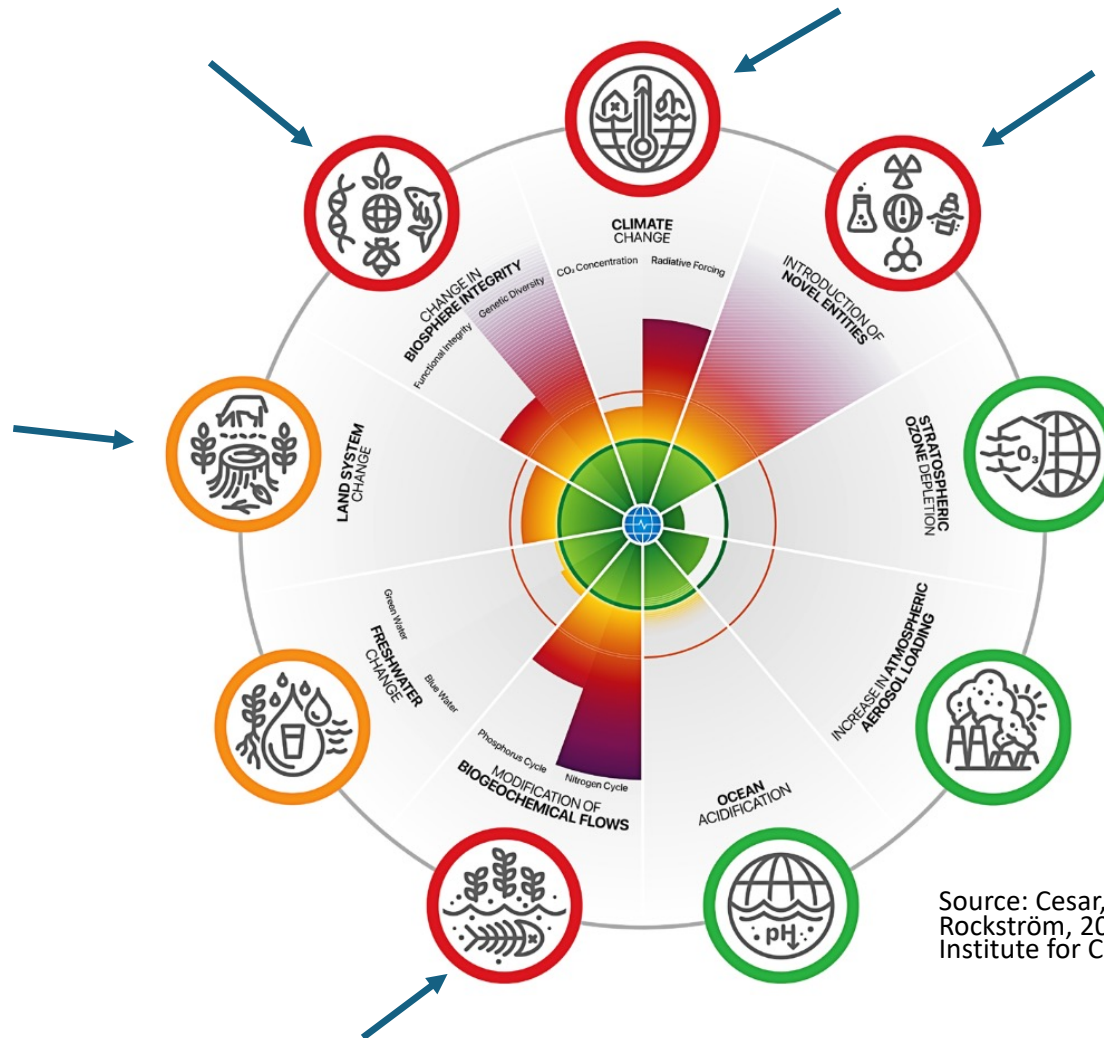 CLIMATE
CHANGE
CO₂ Concentration
Radiative Forcing
INTRODUCTION OF
NOVEL ENTITIES
STRATOSPHERIC
OZONE DEPLETION
O₃
INCREASE IN ATMOSPHERIC
AEROSOL LOADING
OCEAN
ACIDIFICATION
pH
MODIFICATION OF
BIOGEOCHEMICAL FLOWS
Phosphorus Cycle
Nitrogen Cycle
FRESHWATER
CHANGE
Green Water
Blue Water
LAND SYSTEM
CHANGE
CHANGE IN
BIOSPHERE INTEGRITY
Functional Integrity
Genetic Diversity
Source: Cesar,
Rockström, 20
Institute for C